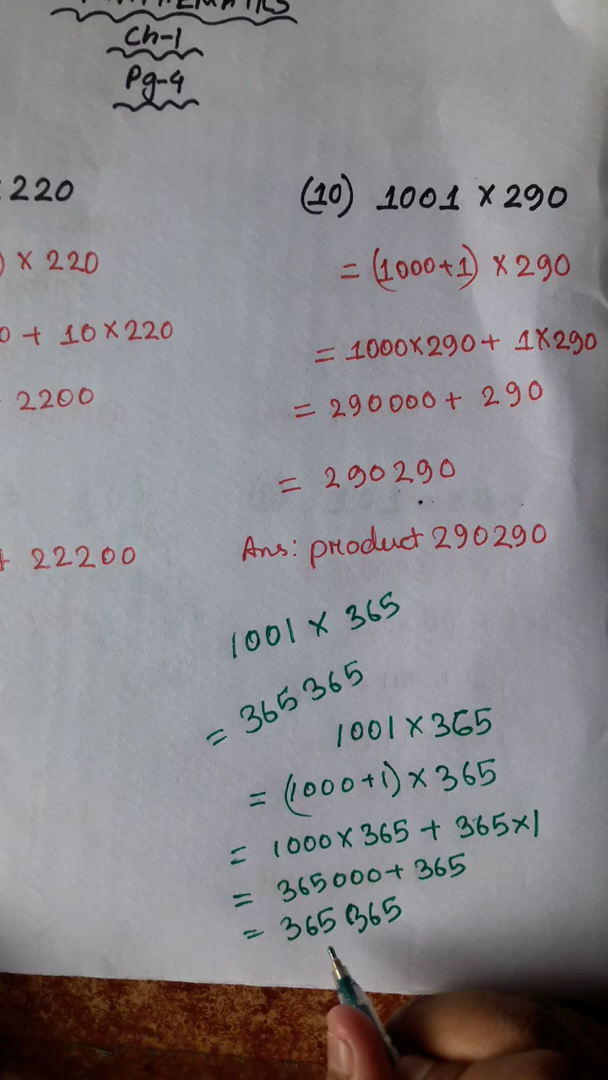 Ch-1
Pg-4
220
) × 220
0 + 10×220
2200
+ 22200
(10) 1001 × 290
= (1000+1) × 290
= 1000×290+ 1×290
= 290000+ 290
= 290290
Ans: product 290290
1001 × 365
= 365365
1001 × 365
= (1000+1) × 365
= 1000×365 + 365×1
= 365000+ 365
= 365365